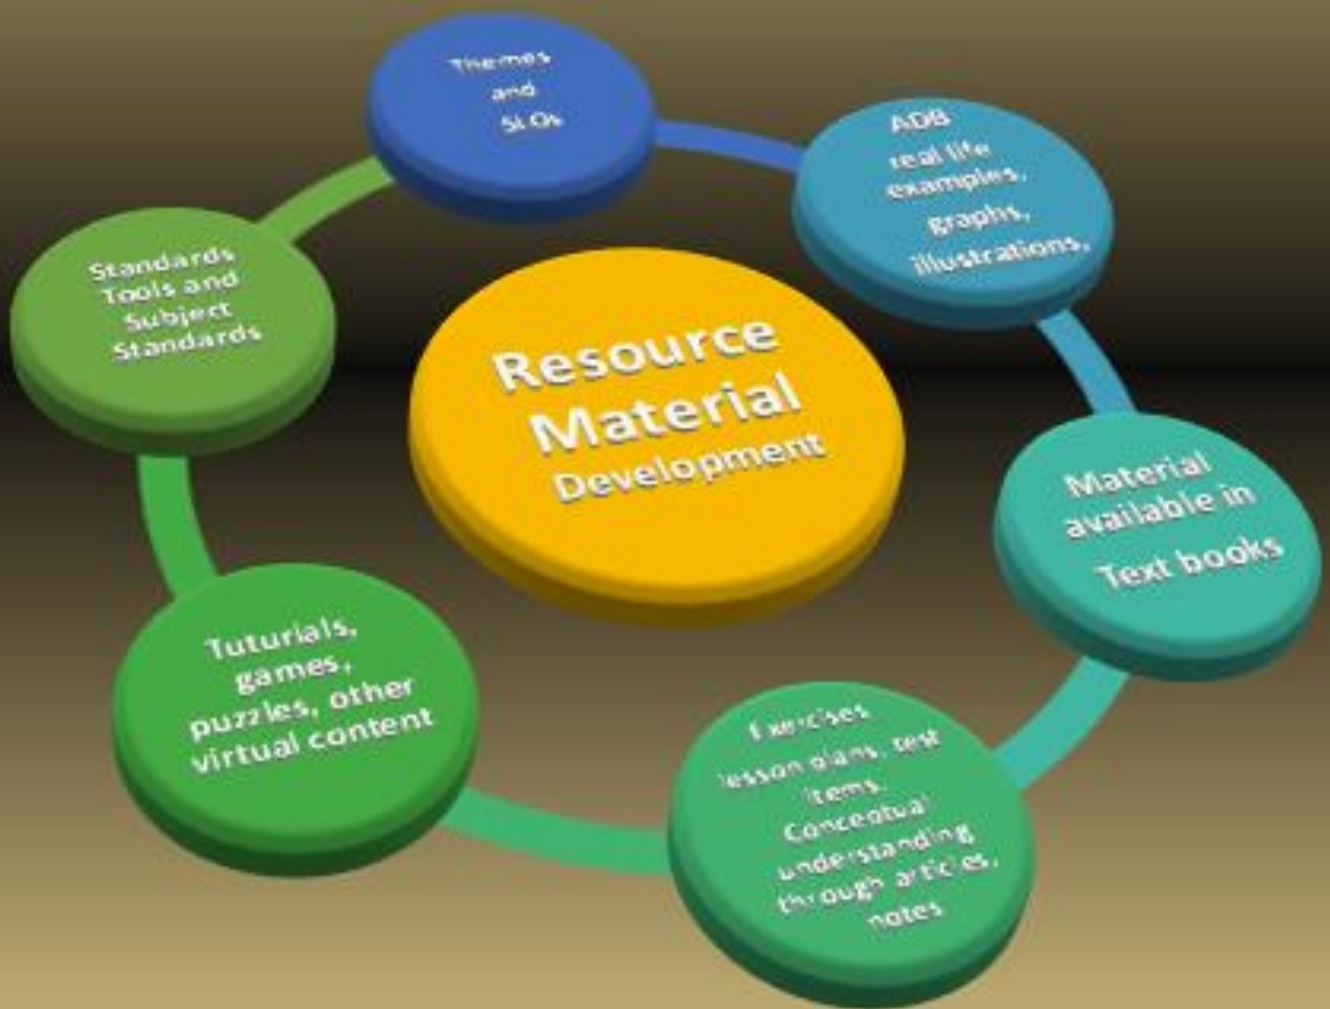 Themes
and
SLOs
ADB
real life
examples,
graphs,
illustrations,
Material
available in
Text books
Exercises
lesson plans, test
items.
Conceptual
understanding
through articles,
notes
Tuturials,
games,
puzzles, other
virtual content
Standards
Tools and
Subject
Standards
Resource
Material
Development